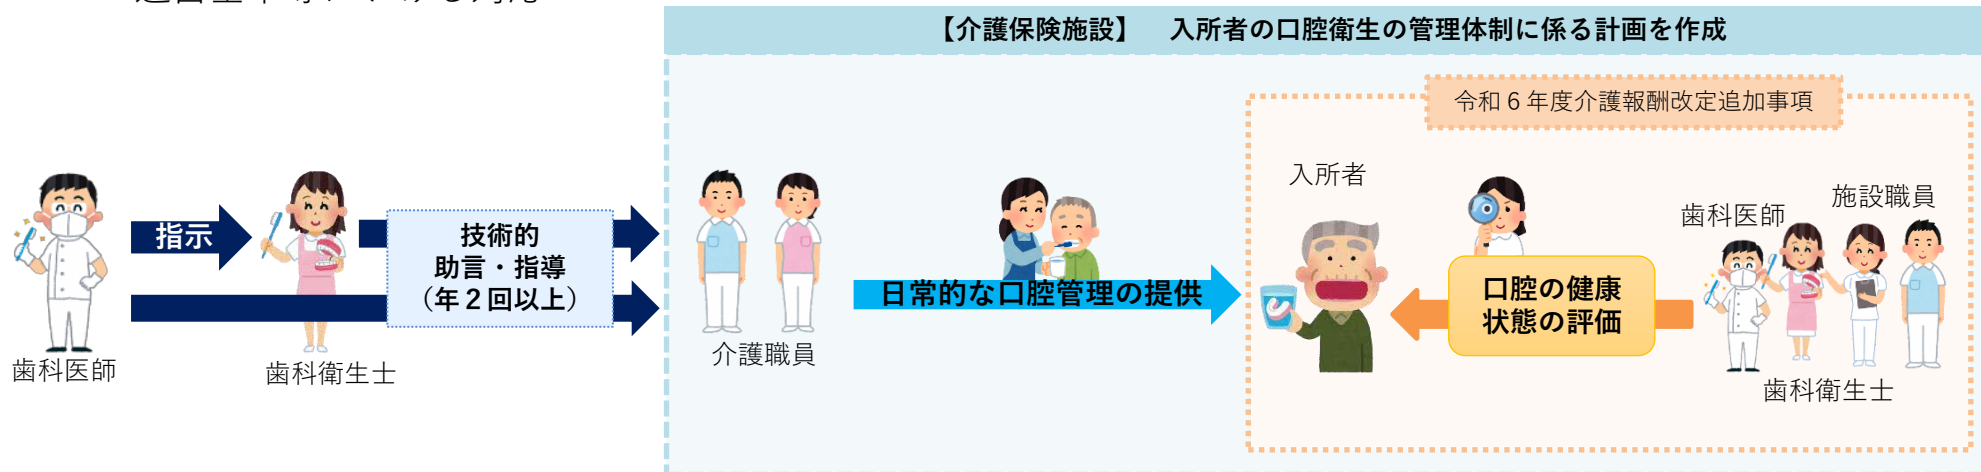 【介護保険施設】　入所者の口腔衛生の管理体制に係る計画を作成
令和６年度介護報酬改定追加事項
指示
技術的
助言・指導
（年２回以上）
歯科医師
歯科衛生士
介護職員
日常的な口腔管理の提供
入所者
口腔の健康
状態の評価
歯科医師
施設職員
歯科衛生士